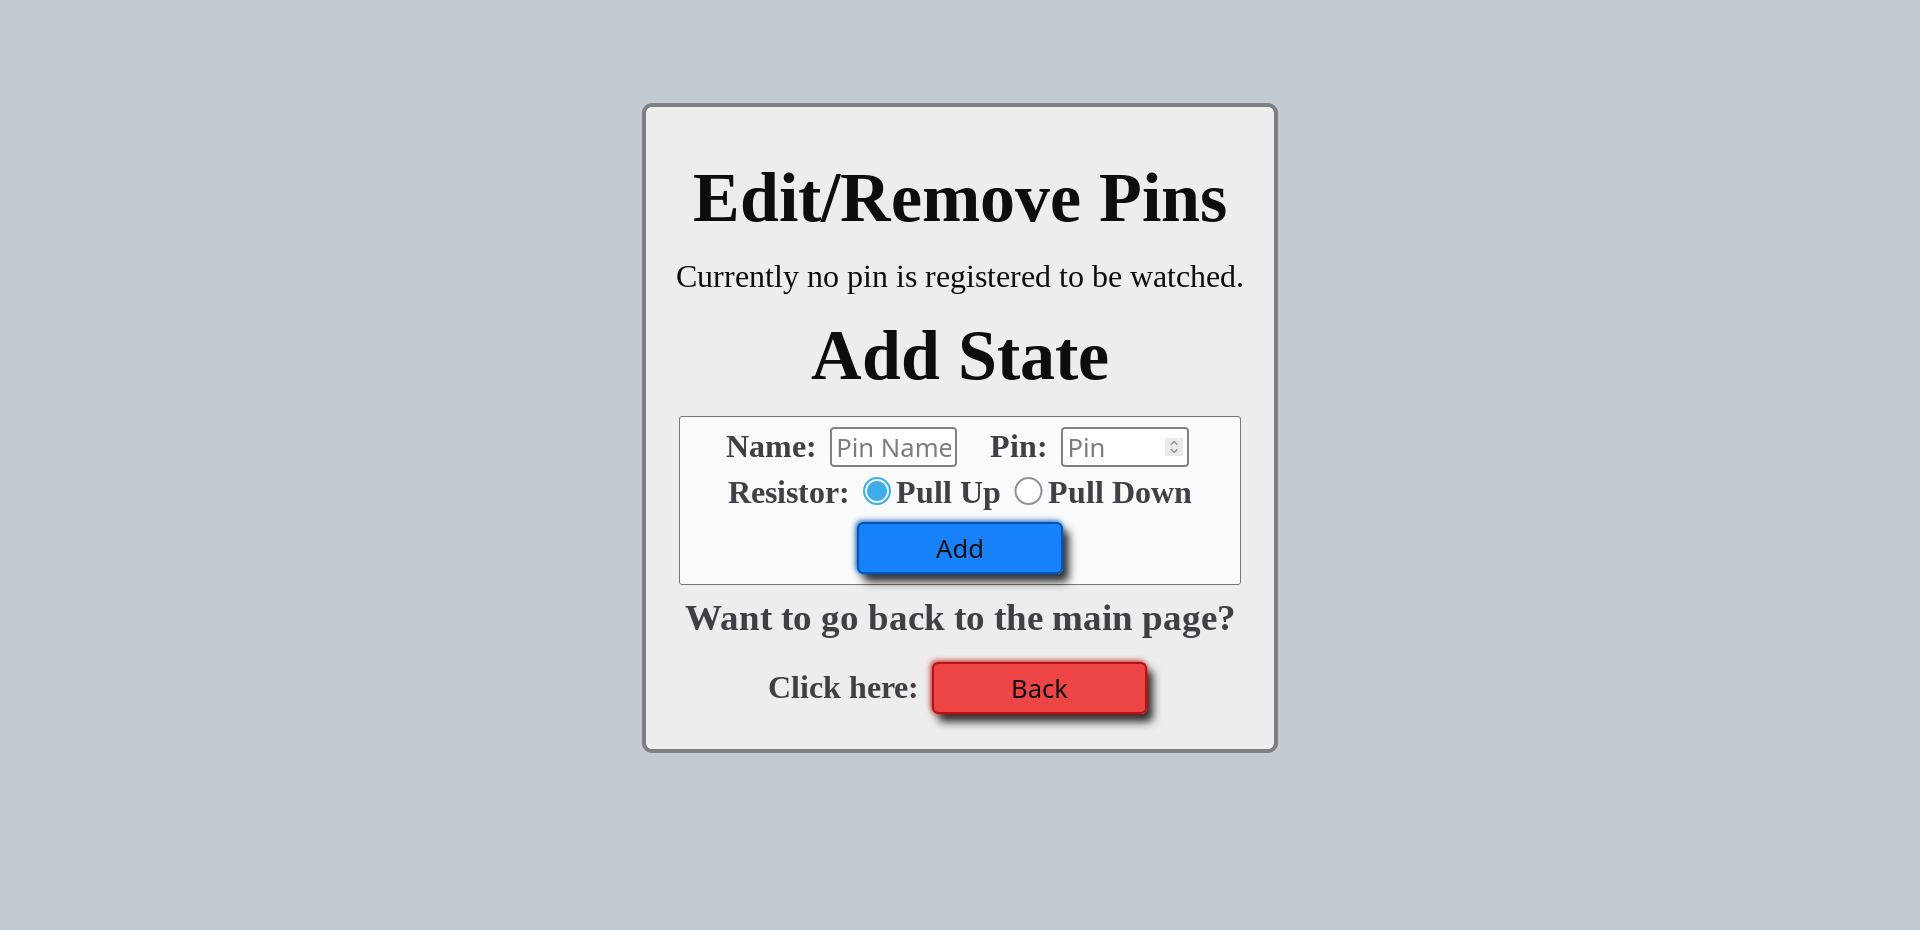 Edit/Remove Pins
Currently no pin is registered to be watched.
Add State
Name: Pin Name Pin: Pin
Resistor: Pull Up Pull Down
Add
Want to go back to the main page?
Click here: Back